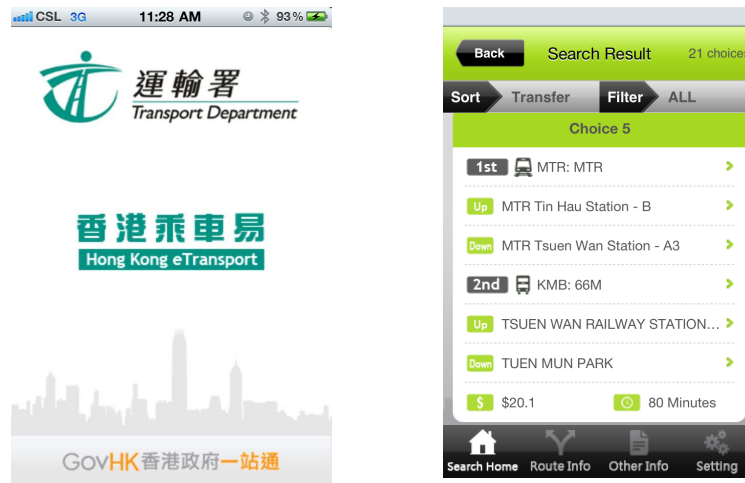 CSL 3G 11:28 AM 93%
運輸署
Transport Department
香港乘車易
Hong Kong eTransport
GovHK香港政府一站通
Back Search Result 21 choices
Sort Transfer Filter ALL
Choice 5
1st MTR: MTR
Up MTR Tin Hau Station - B
Down MTR Tsuen Wan Station - A3
2nd KMB: 66M
Up TSUEN WAN RAILWAY STATION...
Down TUEN MUN PARK
$ $20.1 80 Minutes
Search Home Route Info Other Info Setting